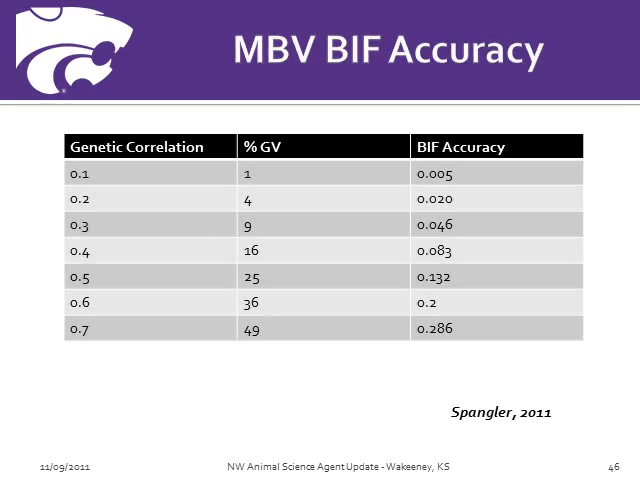 MBV BIF Accuracy
Genetic Correlation % GV BIF Accuracy
0.1 1 0.005
0.2 4 0.020
0.3 9 0.046
0.4 16 0.083
0.5 25 0.132
0.6 36 0.2
0.7 49 0.286
Spangler, 2011
11/09/2011 NW Animal Science Agent Update - Wakeeney, KS 46